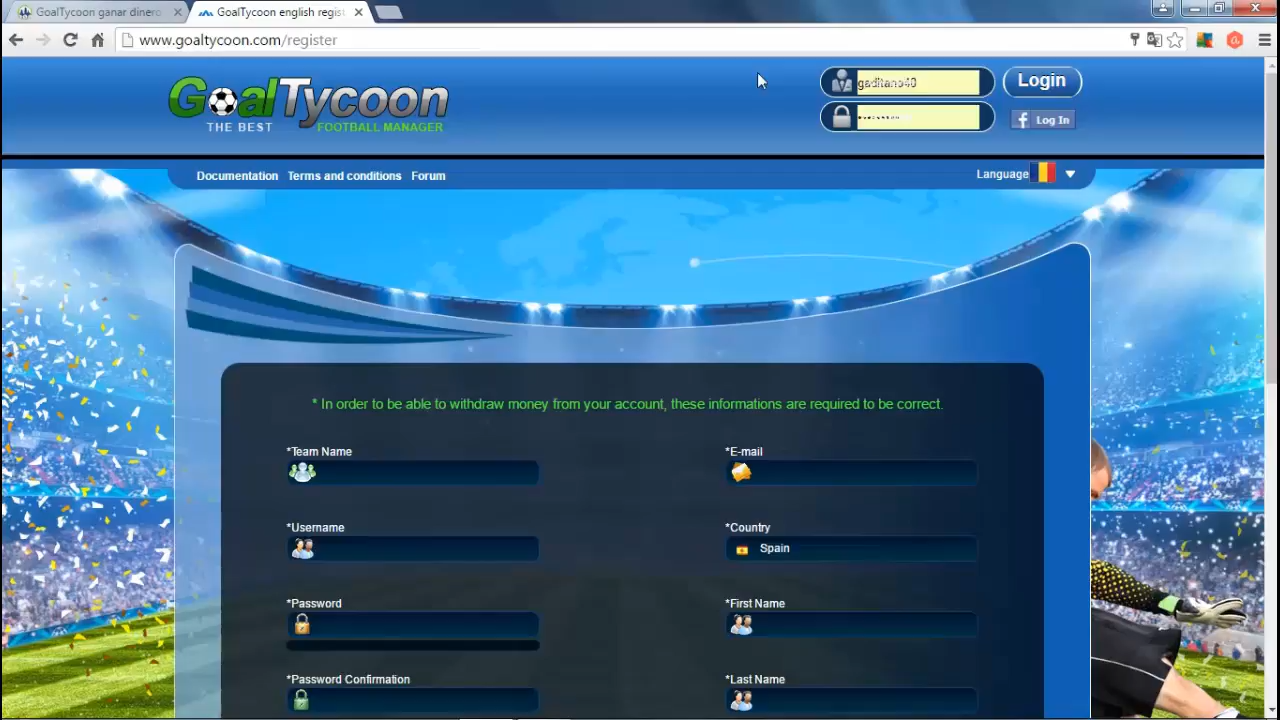 GoalTycoon ganar dinero
GoalTycoon english regist
www.goaltycoon.com/register
GoalTycoon
THE BEST FOOTBALL MANAGER
Login
f Log In
Documentation Terms and conditions Forum
Language
* In order to be able to withdraw money from your account, these informations are required to be correct.
*Team Name
*E-mail
*Username
*Country
Spain
*Password
*First Name
*Password Confirmation
*Last Name